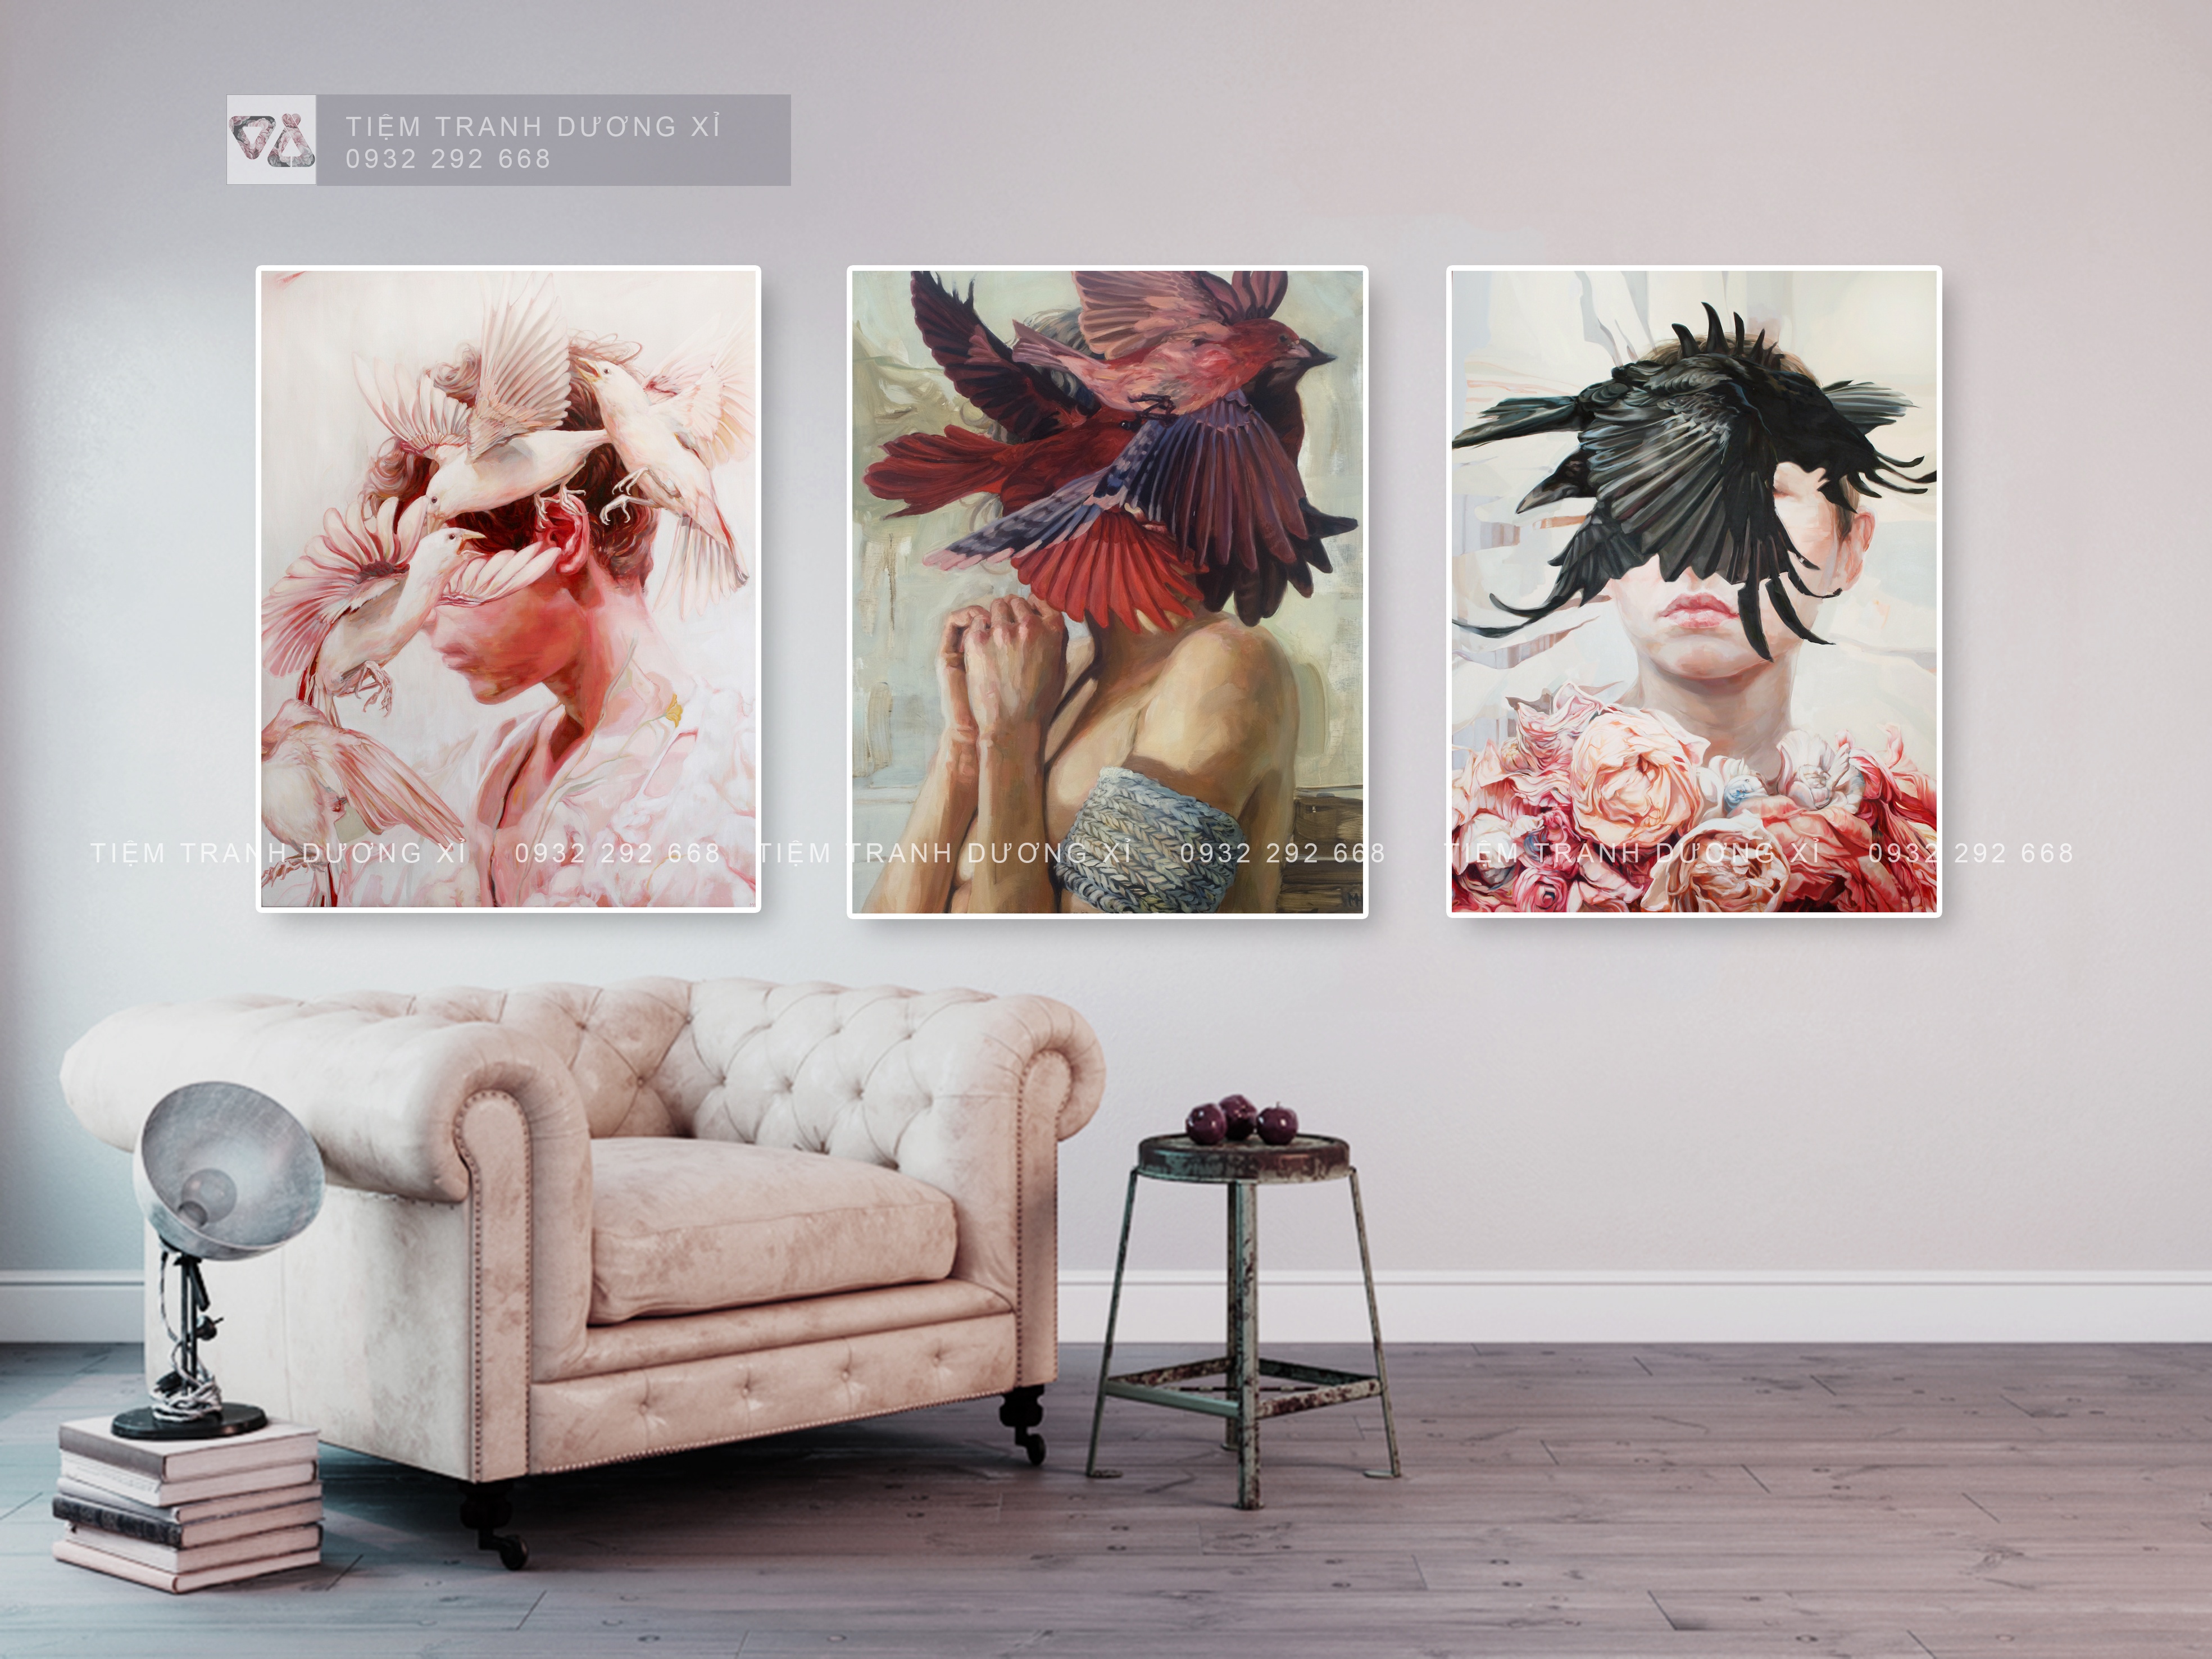 TIỆM TRANH DƯƠNG XỈ
0932 292 668
TIỆM TRANH DƯƠNG XỈ 0932 292 668 TIỆM TRANH DƯƠNG XỈ 0932 292 668 TIỆM TRANH DƯƠNG XỈ 0932 292 668